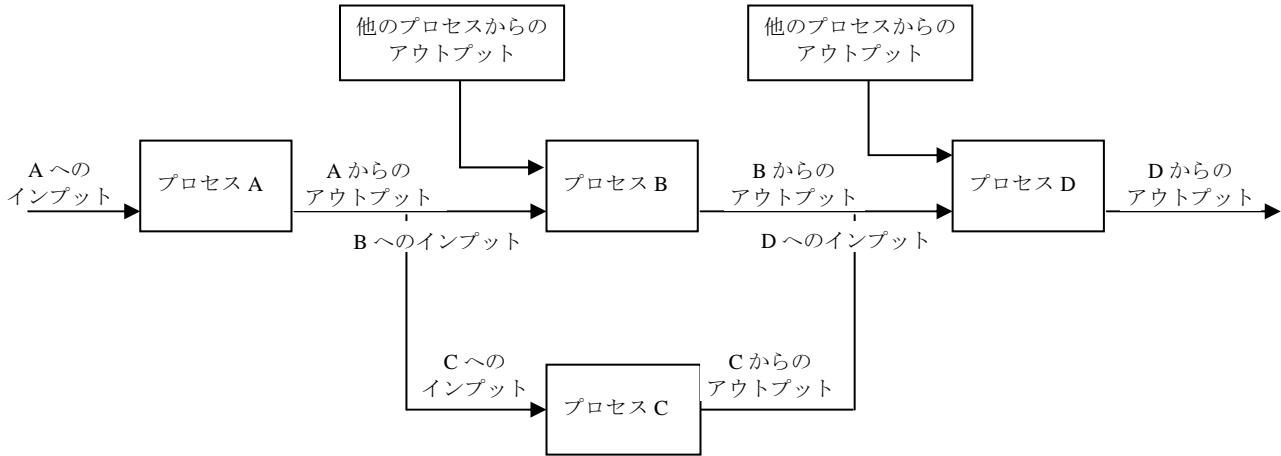 他のプロセスからの
アウトプット
他のプロセスからの
アウトプット
A への
インプット
プロセス A
A からの
アウトプット
B へのインプット
プロセス B
B からの
アウトプット
D へのインプット
プロセス D
D からの
アウトプット
C への
インプット
プロセス C
C からの
アウトプット